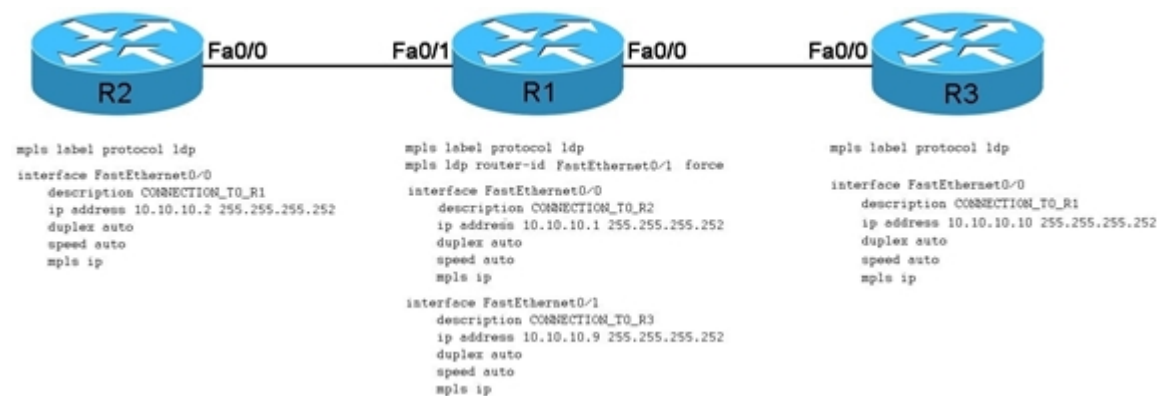 Fa0/0
Fa0/1
Fa0/0
Fa0/0
R2
R1
R3
mpls label protocol ldp
interface FastEthernet0/0
description CONNECTION_TO_R1
ip address 10.10.10.2 255.255.255.252
duplex auto
speed auto
mpls ip
mpls label protocol ldp
mpls ldp router-id FastEthernet0/1 force
interface FastEthernet0/0
description CONNECTION_TO_R2
ip address 10.10.10.1 255.255.255.252
duplex auto
speed auto
mpls ip
interface FastEthernet0/1
description CONNECTION_TO_R3
ip address 10.10.10.9 255.255.255.252
duplex auto
speed auto
mpls ip
mpls label protocol ldp
interface FastEthernet0/0
description CONNECTION_TO_R1
ip address 10.10.10.10 255.255.255.252
duplex auto
speed auto
mpls ip